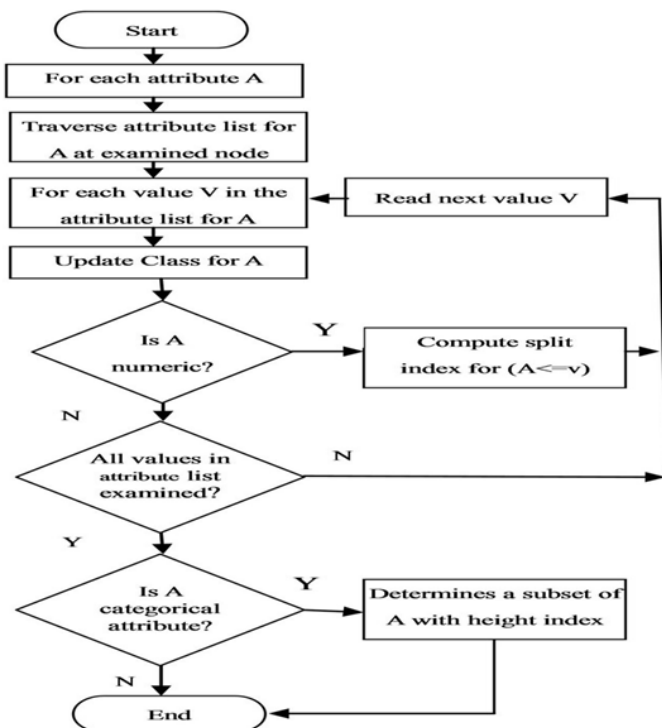 Start
For each attribute A
Traverse attribute list for
A at examined node
For each value V in the
attribute list for A
Read next value V
Update Class for A
Is A
numeric?
Y
Compute split
index for (A<=v)
N
All values in
attribute list
examined?
N
Y
Is A
categorical
attribute?
Y
Determines a subset of
A with height index
N
End